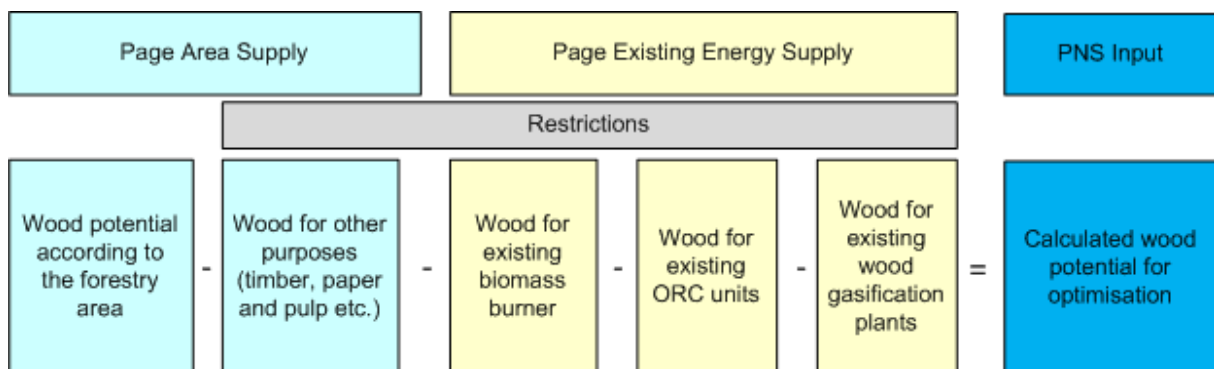 Page Area Supply
Page Existing Energy Supply
PNS Input
Restrictions
Wood potential
according to
the forestry
area
-
Wood for other
purposes
(timber, paper
and pulp etc.)
-
Wood for
existing
biomass
burner
-
Wood for
existing
ORC units
-
Wood for
existing
wood
gasification
plants
=
Calculated wood
potential for
optimisation